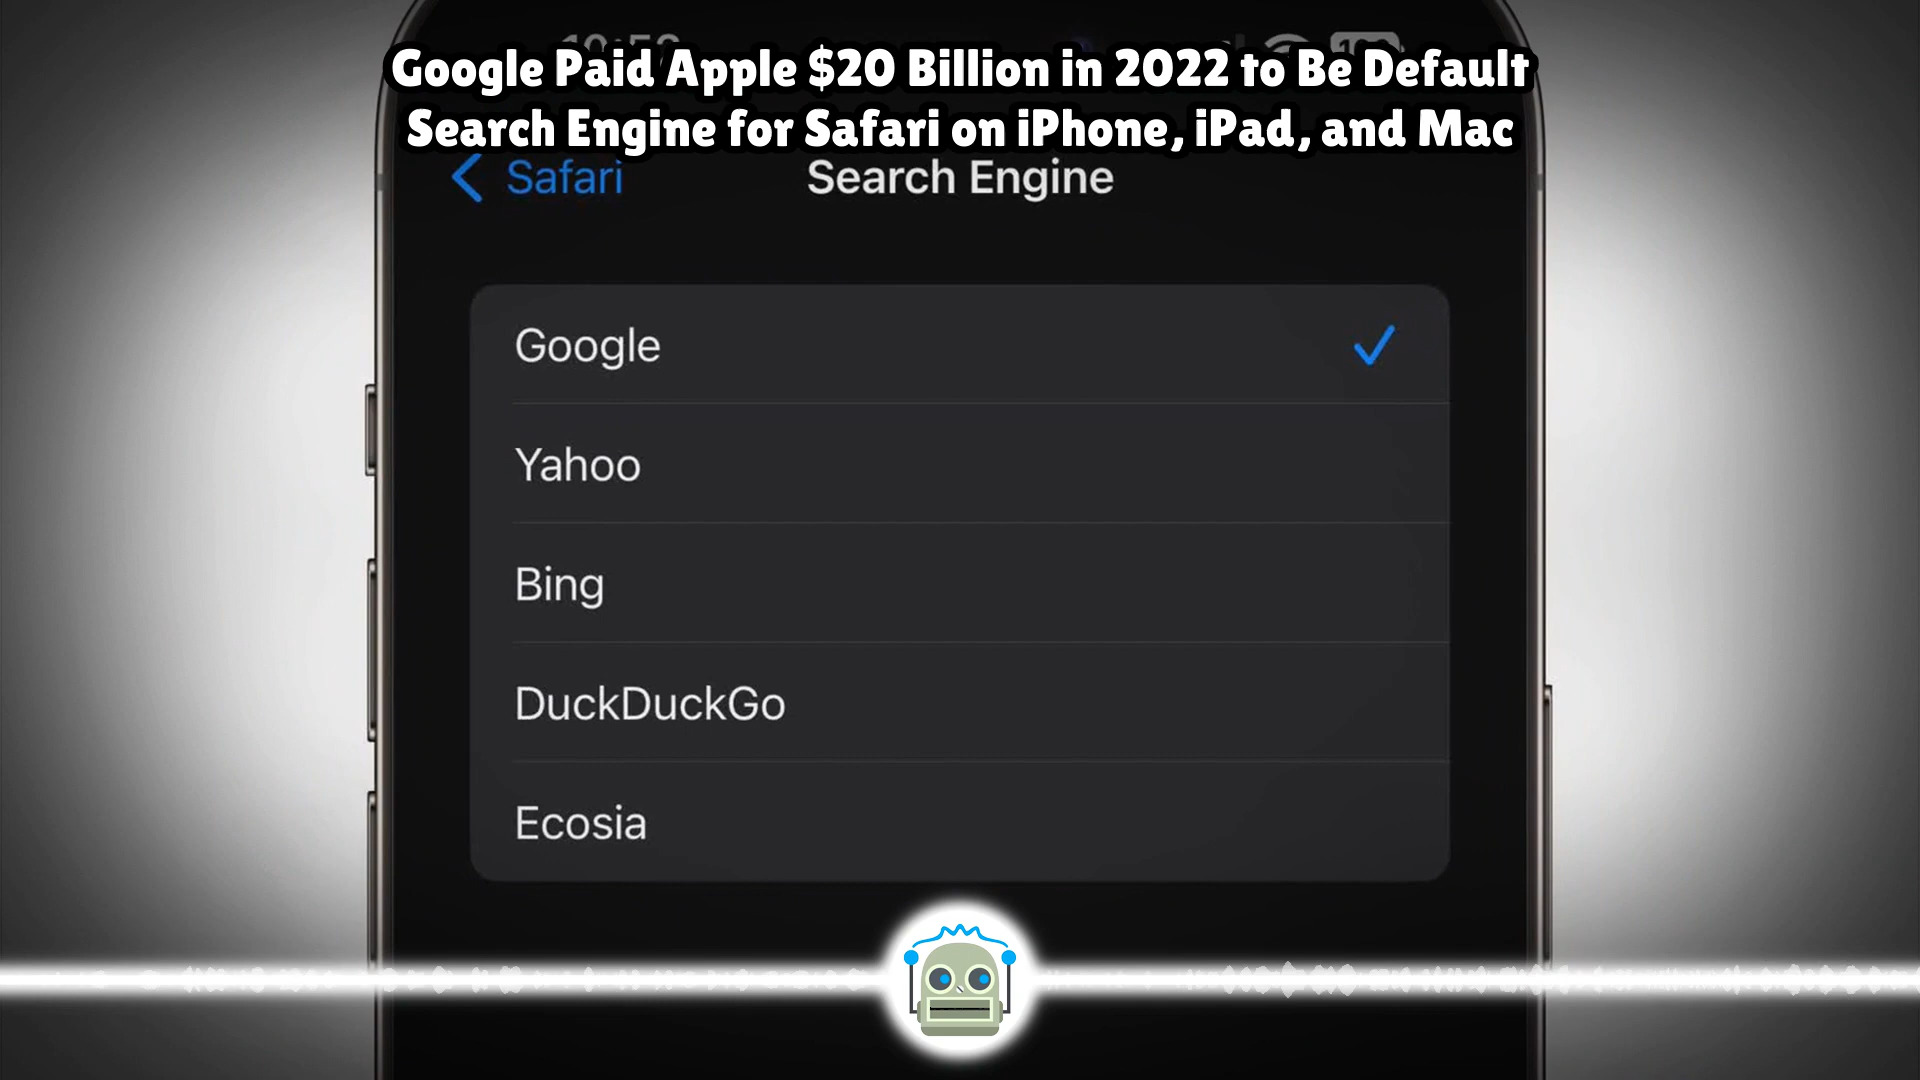 Google Paid Apple $20 Billion in 2022 to Be Default
Search Engine for Safari on iPhone, iPad, and Mac
Safari
Search Engine
Google
Yahoo
Bing
DuckDuckGo
Ecosia